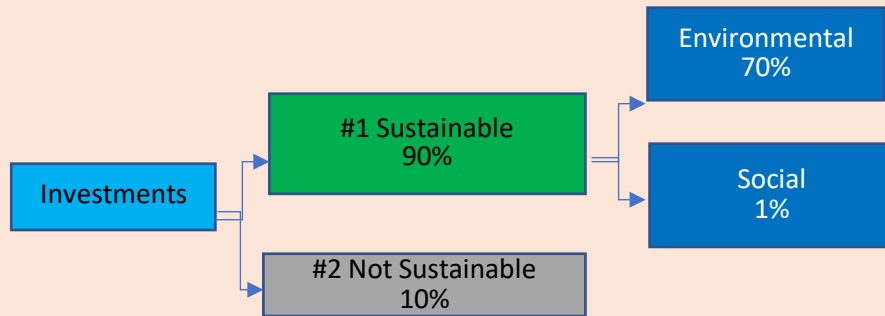 Investments
#1 Sustainable
90%
#2 Not Sustainable
10%
Environmental
70%
Social
1%